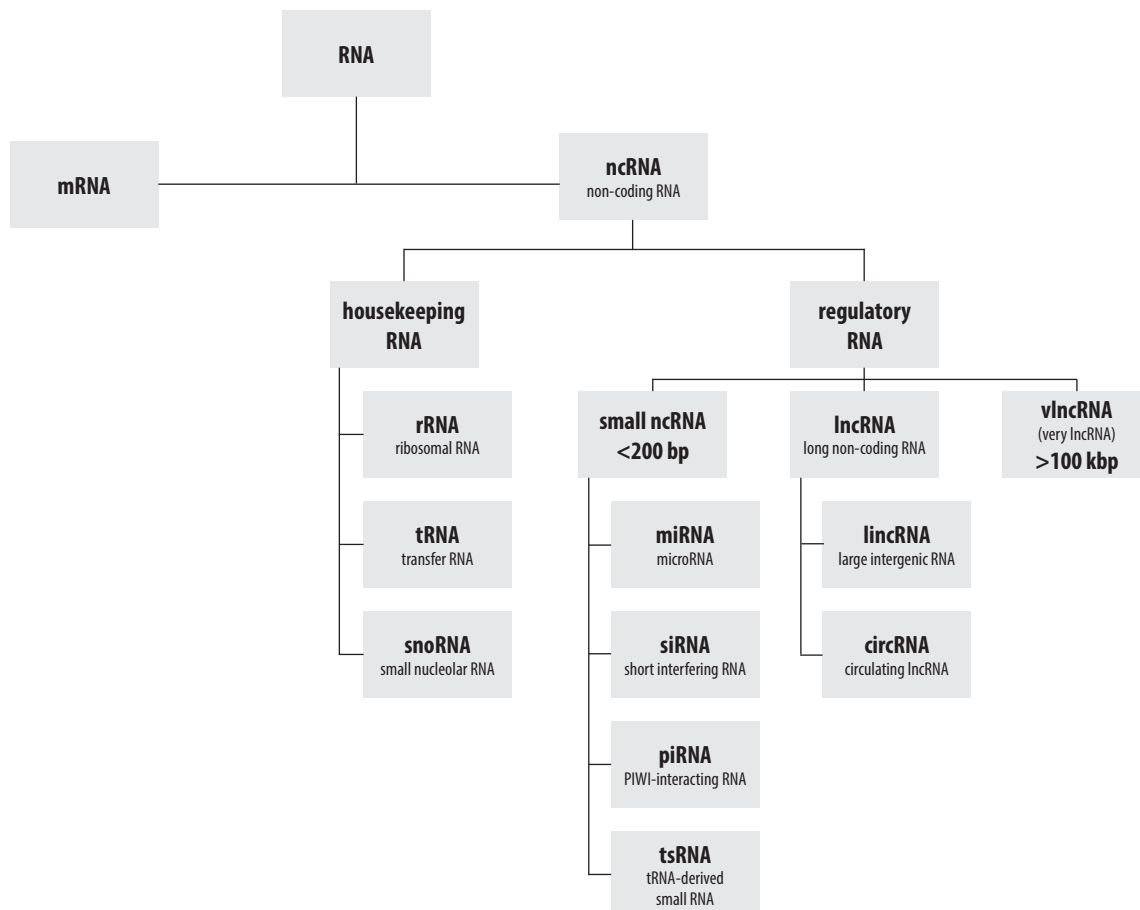 RNA
mRNA
ncRNA
non-coding RNA
housekeeping
RNA
regulatory
RNA
rRNA
ribosomal RNA
tRNA
transfer RNA
snoRNA
small nucleolar RNA
small ncRNA
<200 bp
miRNA
microRNA
siRNA
short interfering RNA
piRNA
PIWI-interacting RNA
tsRNA
tRNA-derived
small RNA
lncRNA
long non-coding RNA
lincRNA
large intergenic RNA
circRNA
circulating lncRNA
vlncRNA
(very lncRNA)
>100 kbp